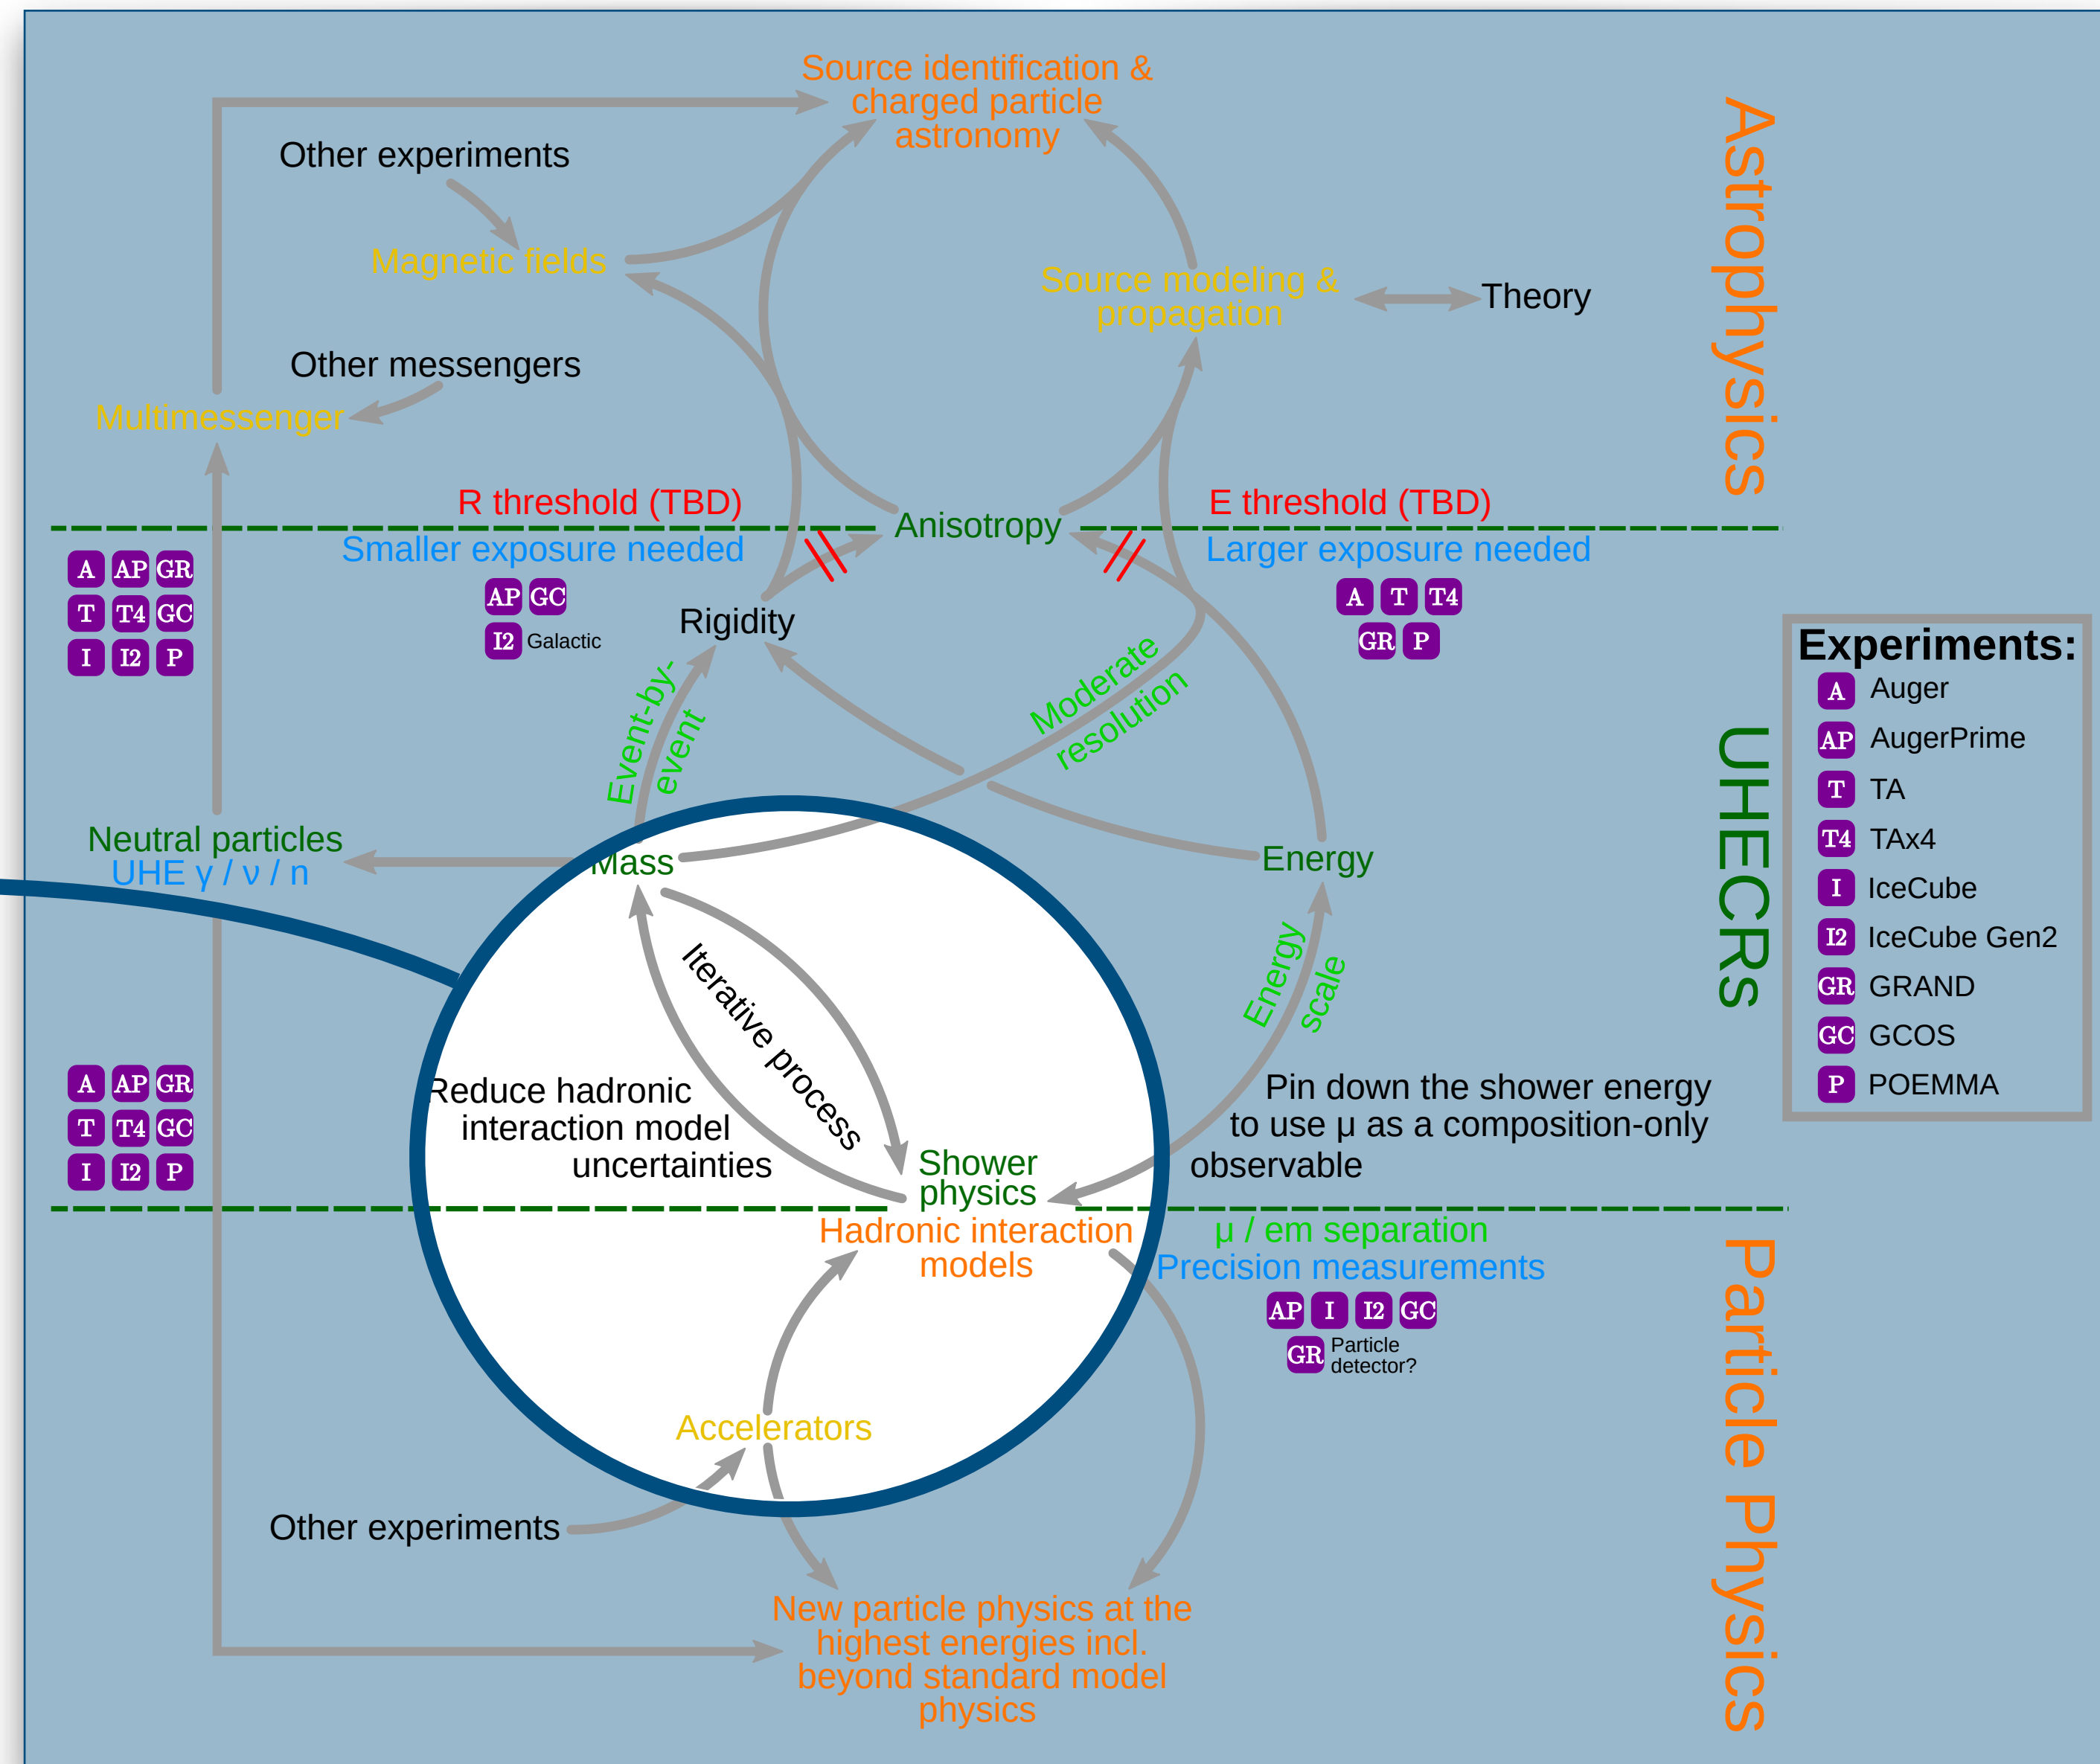 Source identification &
charged particle
astronomy
Other experiments
Magnetic fields
Source modeling &
propagation
Theory
Other messengers
Multimessenger
Astrophysics
R threshold (TBD)
E threshold (TBD)
Anisotropy
Smaller exposure needed
Larger exposure needed
A AP GR
T T4 GC
I I2 P
AP GC
I2 Galactic
A T T4
GR P
Rigidity
Event-by-
event
Moderate
resolution
UHECRs
Experiments:
A Auger
AP AugerPrime
T TA
T4 TAx4
I IceCube
I2 IceCube Gen2
GR GRAND
GC GCOS
P POEMMA
Neutral particles
UHE γ / ν / n
Mass
Energy
Iterative process
Energy
scale
A AP GR
T T4 GC
I I2 P
Reduce hadronic
interaction model
uncertainties
Pin down the shower energy
to use μ as a composition-only
observable
Shower
physics
Hadronic interaction
models
μ / em separation
Precision measurements
AP I I2 GC
GR Particle
detector?
Particle Physics
Accelerators
Other experiments
New particle physics at the
highest energies incl.
beyond standard model
physics